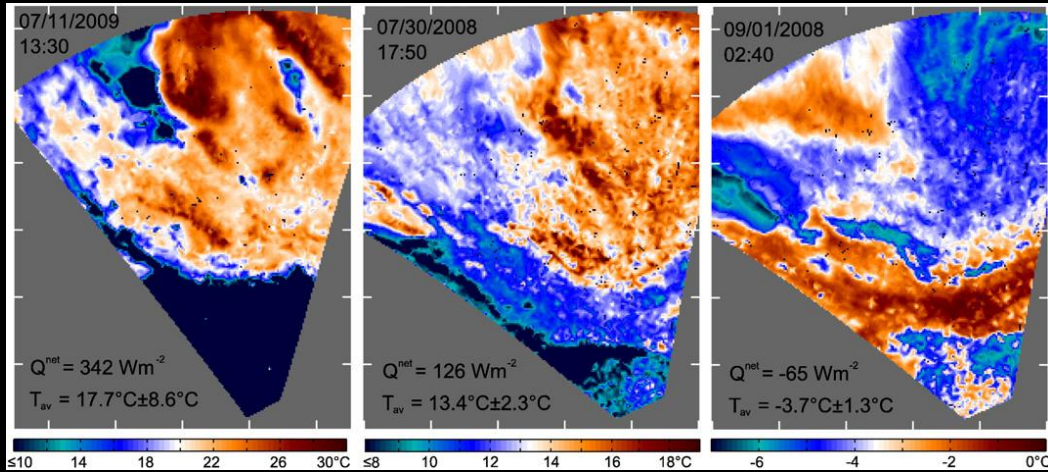 07/11/2009
13:30
Q^net = 342 Wm^-2
T_av = 17.7°C±8.6°C
≤10 14 18 22 26 30°C
07/30/2008
17:50
Q^net = 126 Wm^-2
T_av = 13.4°C±2.3°C
≤8 10 12 14 16 18°C
09/01/2008
02:40
Q^net = -65 Wm^-2
T_av = -3.7°C±1.3°C
-6 -4 -2 0°C